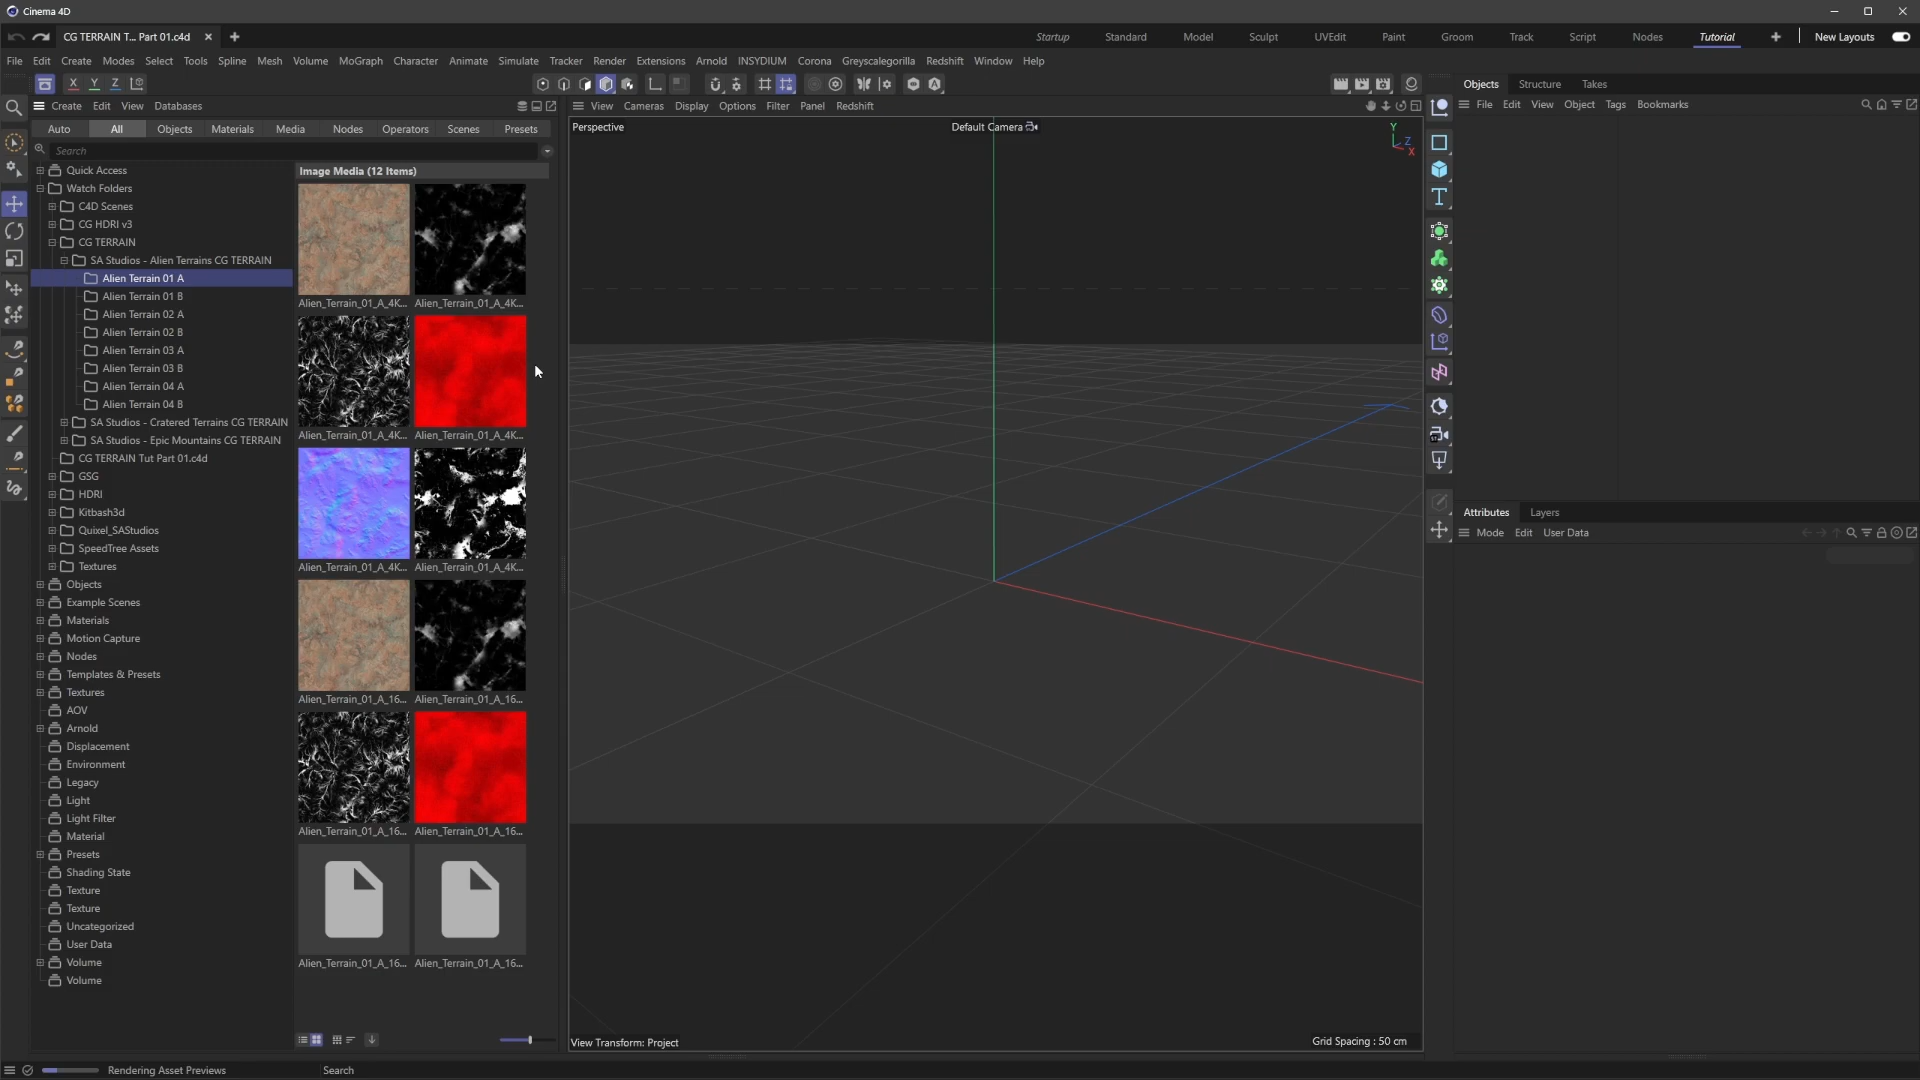 Cinema 4D
CG TERRAIN T... Part 01.c4d
Startup Standard Model Sculpt UVEdit Paint Groom Track Script Nodes Tutorial New Layouts
File Edit Create Modes Select Tools Spline Mesh Volume MoGraph Character Animate Simulate Tracker Render Extensions Arnold INSYDIUM Corona Greyscalegorilla Redshift Window Help
X Y Z
Objects Structure Takes
Create Edit View Databases
View Cameras Display Options Filter Panel Redshift
File Edit View Object Tags Bookmarks
Auto All Objects Materials Media Nodes Operators Scenes Presets
Perspective
Default Camera
Y
Z
X
Search
Quick Access
Image Media (12 Items)
Watch Folders
C4D Scenes
CG HDRI v3
CG TERRAIN
SA Studios - Alien Terrains CG TERRAIN
Alien Terrain 01 A
Alien Terrain 01 B
Alien_Terrain_01_A_4K... Alien_Terrain_01_A_4K...
Alien Terrain 02 A
Alien Terrain 02 B
Alien Terrain 03 A
Alien Terrain 03 B
Alien Terrain 04 A
Alien Terrain 04 B
SA Studios - Cratered Terrains CG TERRAIN
Alien_Terrain_01_A_4K... Alien_Terrain_01_A_4K...
SA Studios - Epic Mountains CG TERRAIN
CG TERRAIN Tut Part 01.c4d
GSG
HDRI
Kitbash3d
Attributes Layers
Quixel_SAStudios
Mode Edit User Data
SpeedTree Assets
Textures
Alien_Terrain_01_A_4K... Alien_Terrain_01_A_4K...
Objects
Example Scenes
Materials
Motion Capture
Nodes
Templates & Presets
Textures
Alien_Terrain_01_A_16... Alien_Terrain_01_A_16...
AOV
Arnold
Displacement
Environment
Legacy
Light
Light Filter
Material
Alien_Terrain_01_A_16... Alien_Terrain_01_A_16...
Presets
Shading State
Texture
Texture
Uncategorized
User Data
Volume
Alien_Terrain_01_A_16... Alien_Terrain_01_A_16...
Volume
View Transform: Project
Grid Spacing : 50 cm
Rendering Asset Previews
Search